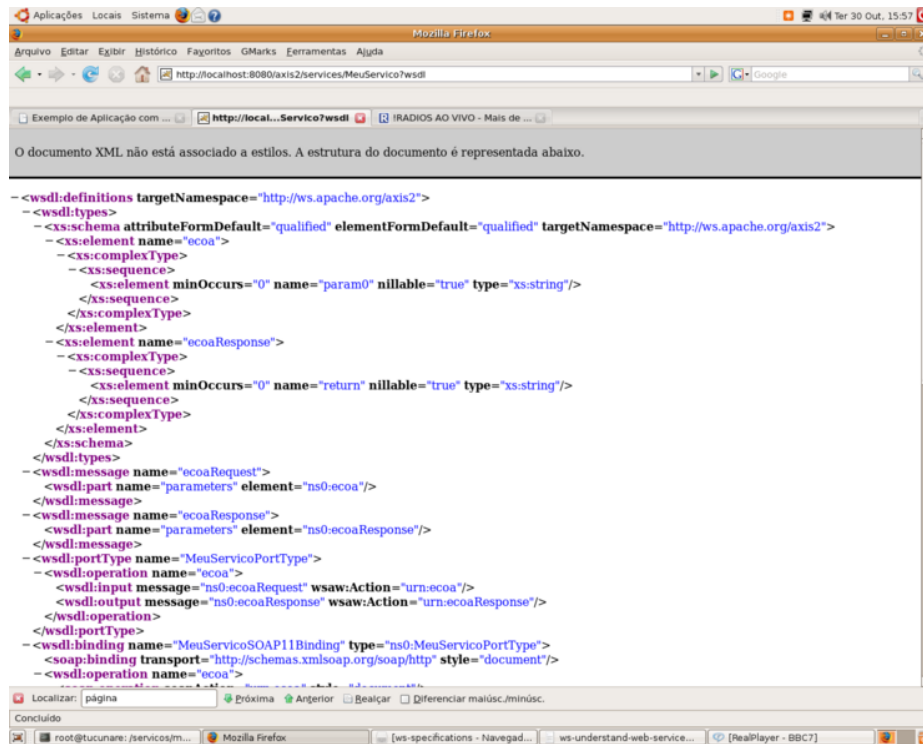 Aplicações Locais Sistema Ter 30 Out, 15:57
Mozilla Firefox
Arquivo Editar Exibir Histórico Favoritos GMarks Ferramentas Ajuda
http://localhost:8080/axis2/services/MeuServico?wsdl Google
Exemplo de Aplicação com ... http://local...Servico?wsdl !RADIOS AO VIVO - Mais de ...
O documento XML não está associado a estilos. A estrutura do documento é representada abaixo.
- <wsdl:definitions targetNamespace="http://ws.apache.org/axis2">
- <wsdl:types>
- <xs:schema attributeFormDefault="qualified" elementFormDefault="qualified" targetNamespace="http://ws.apache.org/axis2">
- <xs:element name="ecoa">
- <xs:complexType>
- <xs:sequence>
<xs:element minOccurs="0" name="param0" nillable="true" type="xs:string"/>
</xs:sequence>
</xs:complexType>
</xs:element>
- <xs:element name="ecoaResponse">
- <xs:complexType>
- <xs:sequence>
<xs:element minOccurs="0" name="return" nillable="true" type="xs:string"/>
</xs:sequence>
</xs:complexType>
</xs:element>
</xs:schema>
</wsdl:types>
- <wsdl:message name="ecoaRequest">
<wsdl:part name="parameters" element="ns0:ecoa"/>
</wsdl:message>
- <wsdl:message name="ecoaResponse">
<wsdl:part name="parameters" element="ns0:ecoaResponse"/>
</wsdl:message>
- <wsdl:portType name="MeuServicoPortType">
- <wsdl:operation name="ecoa">
<wsdl:input message="ns0:ecoaRequest" wsaw:Action="urn:ecoa"/>
<wsdl:output message="ns0:ecoaResponse" wsaw:Action="urn:ecoaResponse"/>
</wsdl:operation>
</wsdl:portType>
- <wsdl:binding name="MeuServicoSOAP11Binding" type="ns0:MeuServicoPortType">
<soap:binding transport="http://schemas.xmlsoap.org/soap/http" style="document"/>
- <wsdl:operation name="ecoa">
Localizar: página Próxima Anterior Realçar Diferenciar maiúsc./minúsc.
Concluído
root@tucunare: /servicos/m... Mozilla Firefox [ws-specifications - Navegad... ws-understand-web-service... [RealPlayer - BBC7]